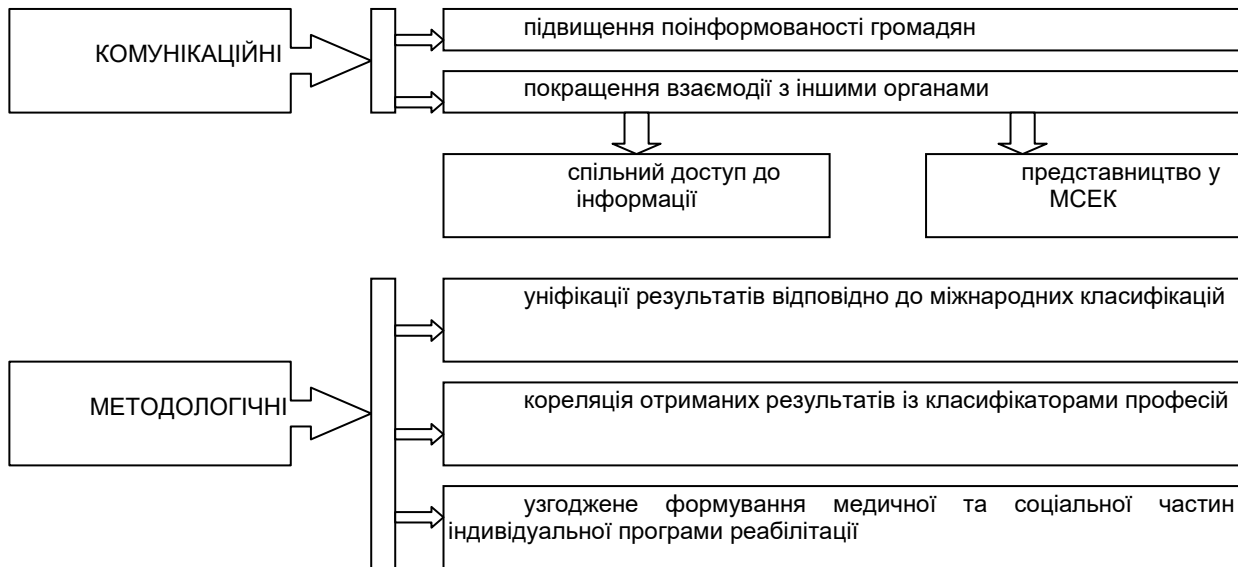 КОМУНІКАЦІЙНІ
підвищення поінформованості громадян
покращення взаємодії з іншими органами
спільний доступ до
інформації
представництво у
МСЕК
МЕТОДОЛОГІЧНІ
уніфікації результатів відповідно до міжнародних класифікацій
кореляція отриманих результатів із класифікаторами професій
узгоджене формування медичної та соціальної частин
індивідуальної програми реабілітації